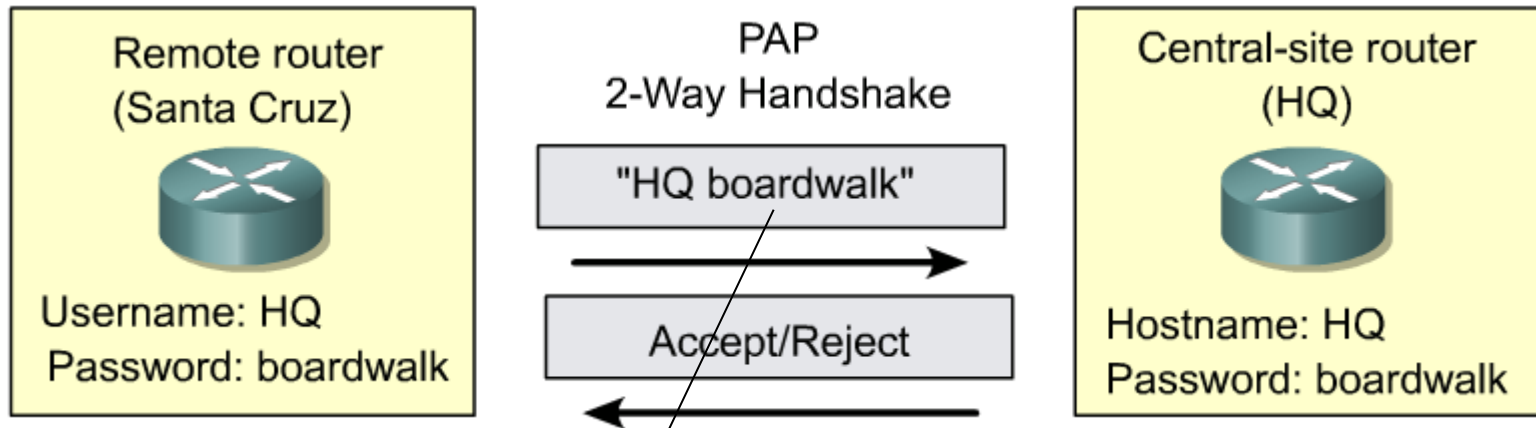 Remote router
(Santa Cruz)
Username: HQ
Password: boardwalk
PAP
2-Way Handshake
"HQ boardwalk"
Accept/Reject
Central-site router
(HQ)
Hostname: HQ
Password: boardwalk